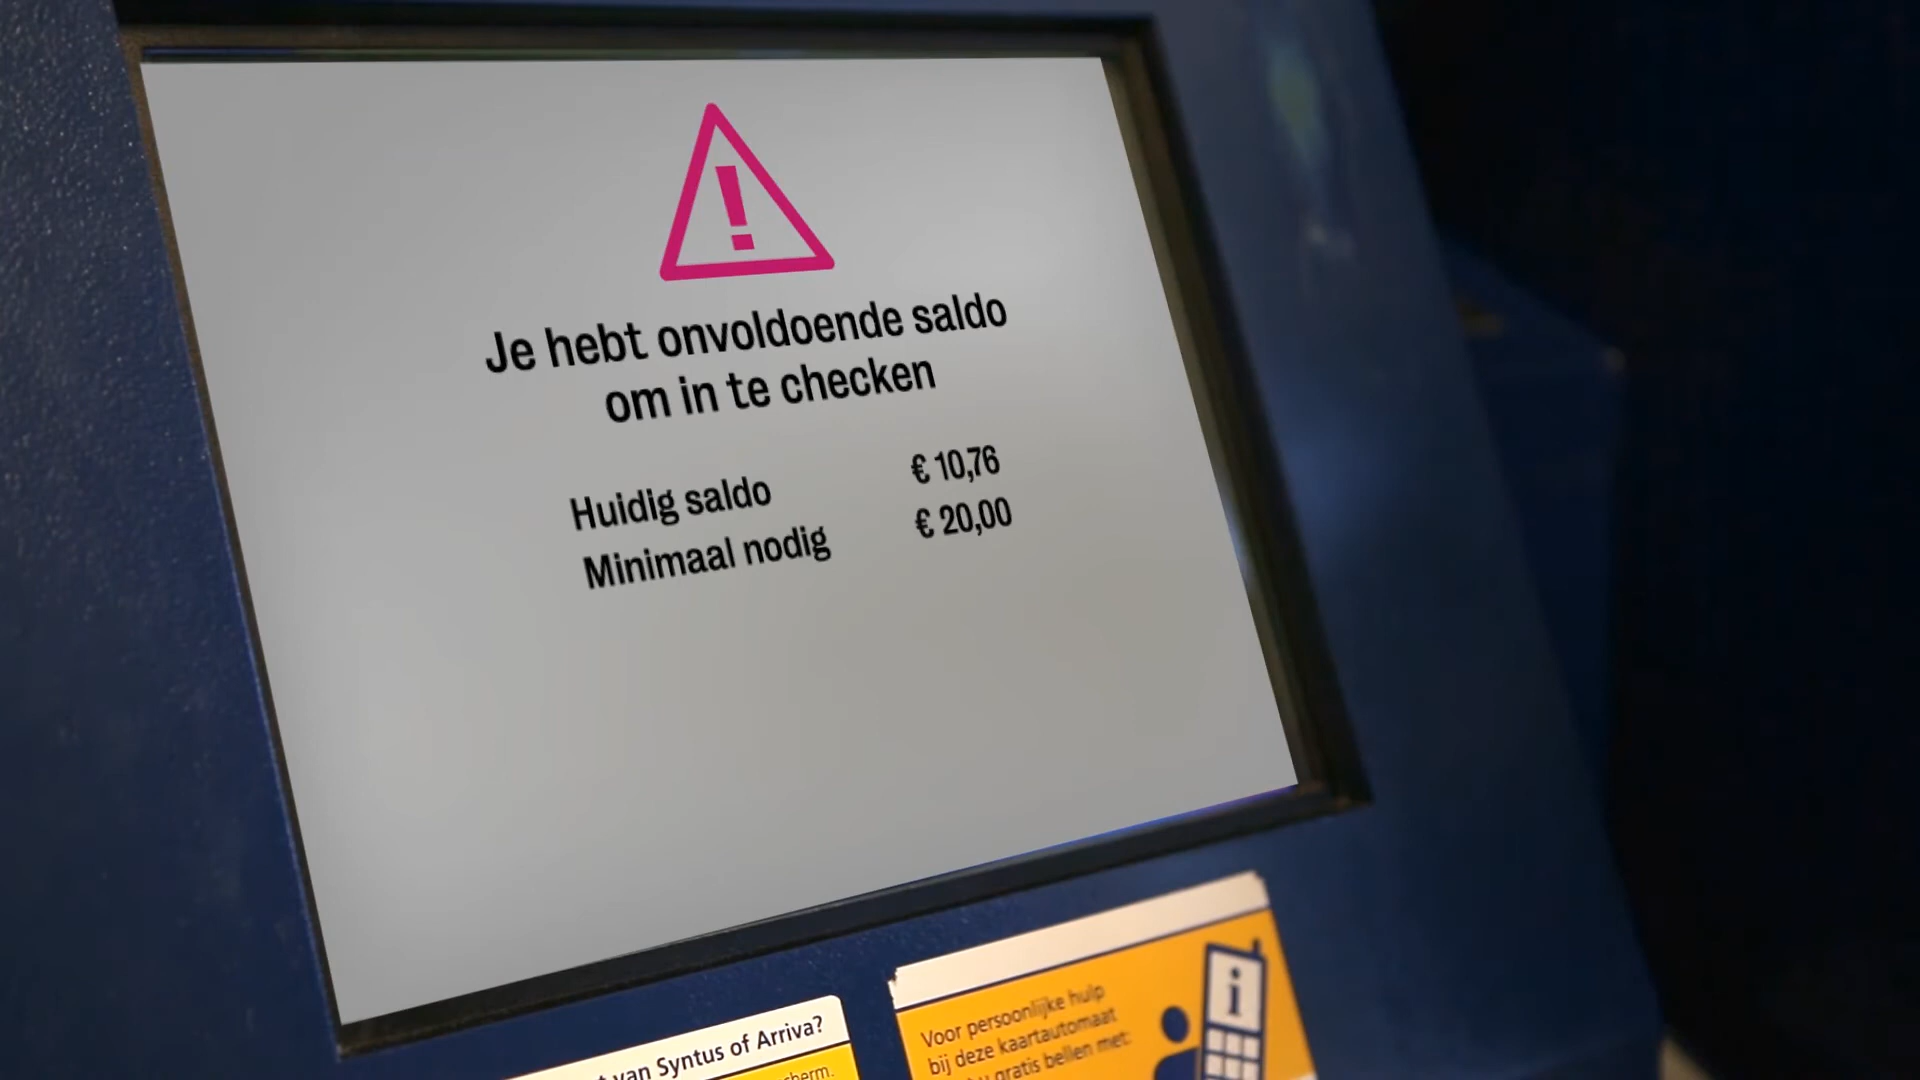 Je hebt onvoldoende saldo
om in te checken
Huidig saldo € 10,76
Minimaal nodig € 20,00
van Syntus of Arriva?
Voor persoonlijke hulp
bij deze kaartautomaat
gratis bellen met:
i